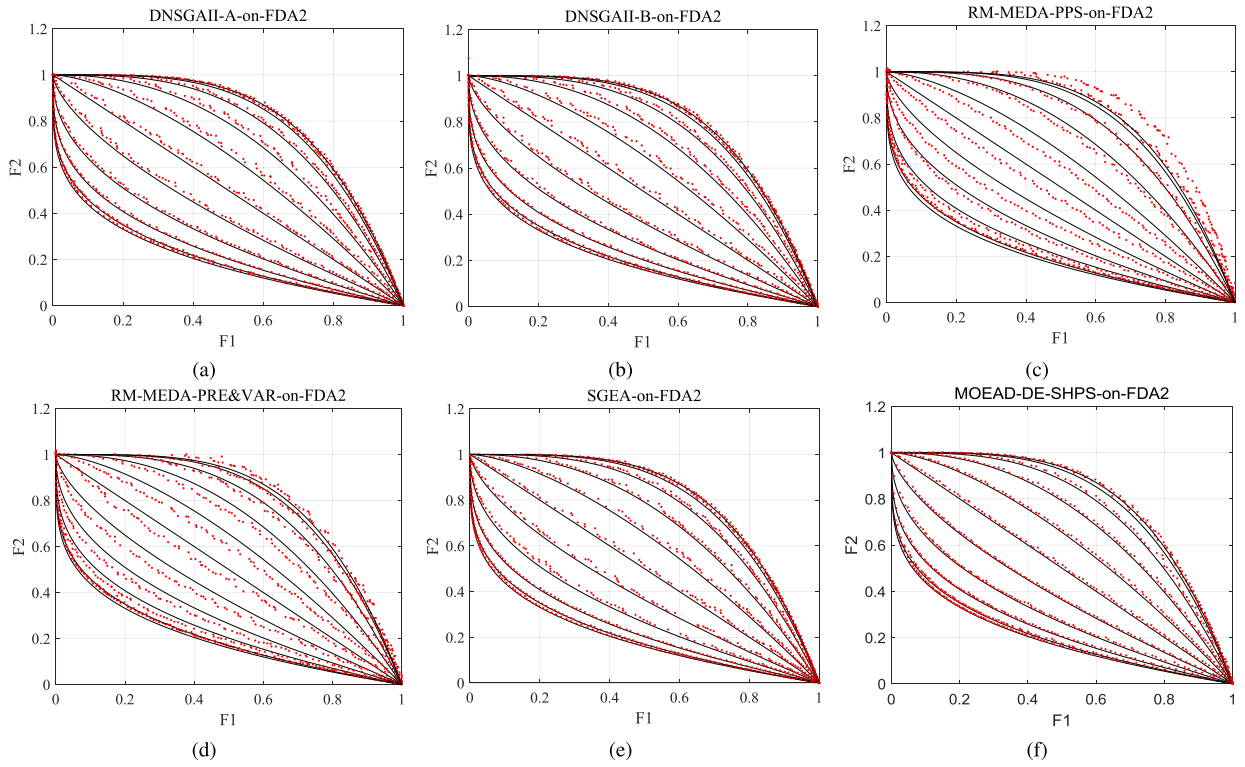 DNSGAII-A-on-FDA2
1.2
1
0.8
0.6
0.4
0.2
0
F2
0 0.2 0.4 0.6 0.8 1
F1
(a)
DNSGAII-B-on-FDA2
1.2
1
0.8
0.6
0.4
0.2
0
F2
0 0.2 0.4 0.6 0.8 1
F1
(b)
RM-MEDA-PPS-on-FDA2
1.2
1
0.8
0.6
0.4
0.2
0
F2
0 0.2 0.4 0.6 0.8 1
F1
(c)
RM-MEDA-PRE&VAR-on-FDA2
1.2
1
0.8
0.6
0.4
0.2
0
F2
0 0.2 0.4 0.6 0.8 1
F1
(d)
SGEA-on-FDA2
1.2
1
0.8
0.6
0.4
0.2
0
F2
0 0.2 0.4 0.6 0.8 1
F1
(e)
MOEAD-DE-SHPS-on-FDA2
1.2
1
0.8
0.6
0.4
0.2
0
F2
0 0.2 0.4 0.6 0.8 1
F1
(f)